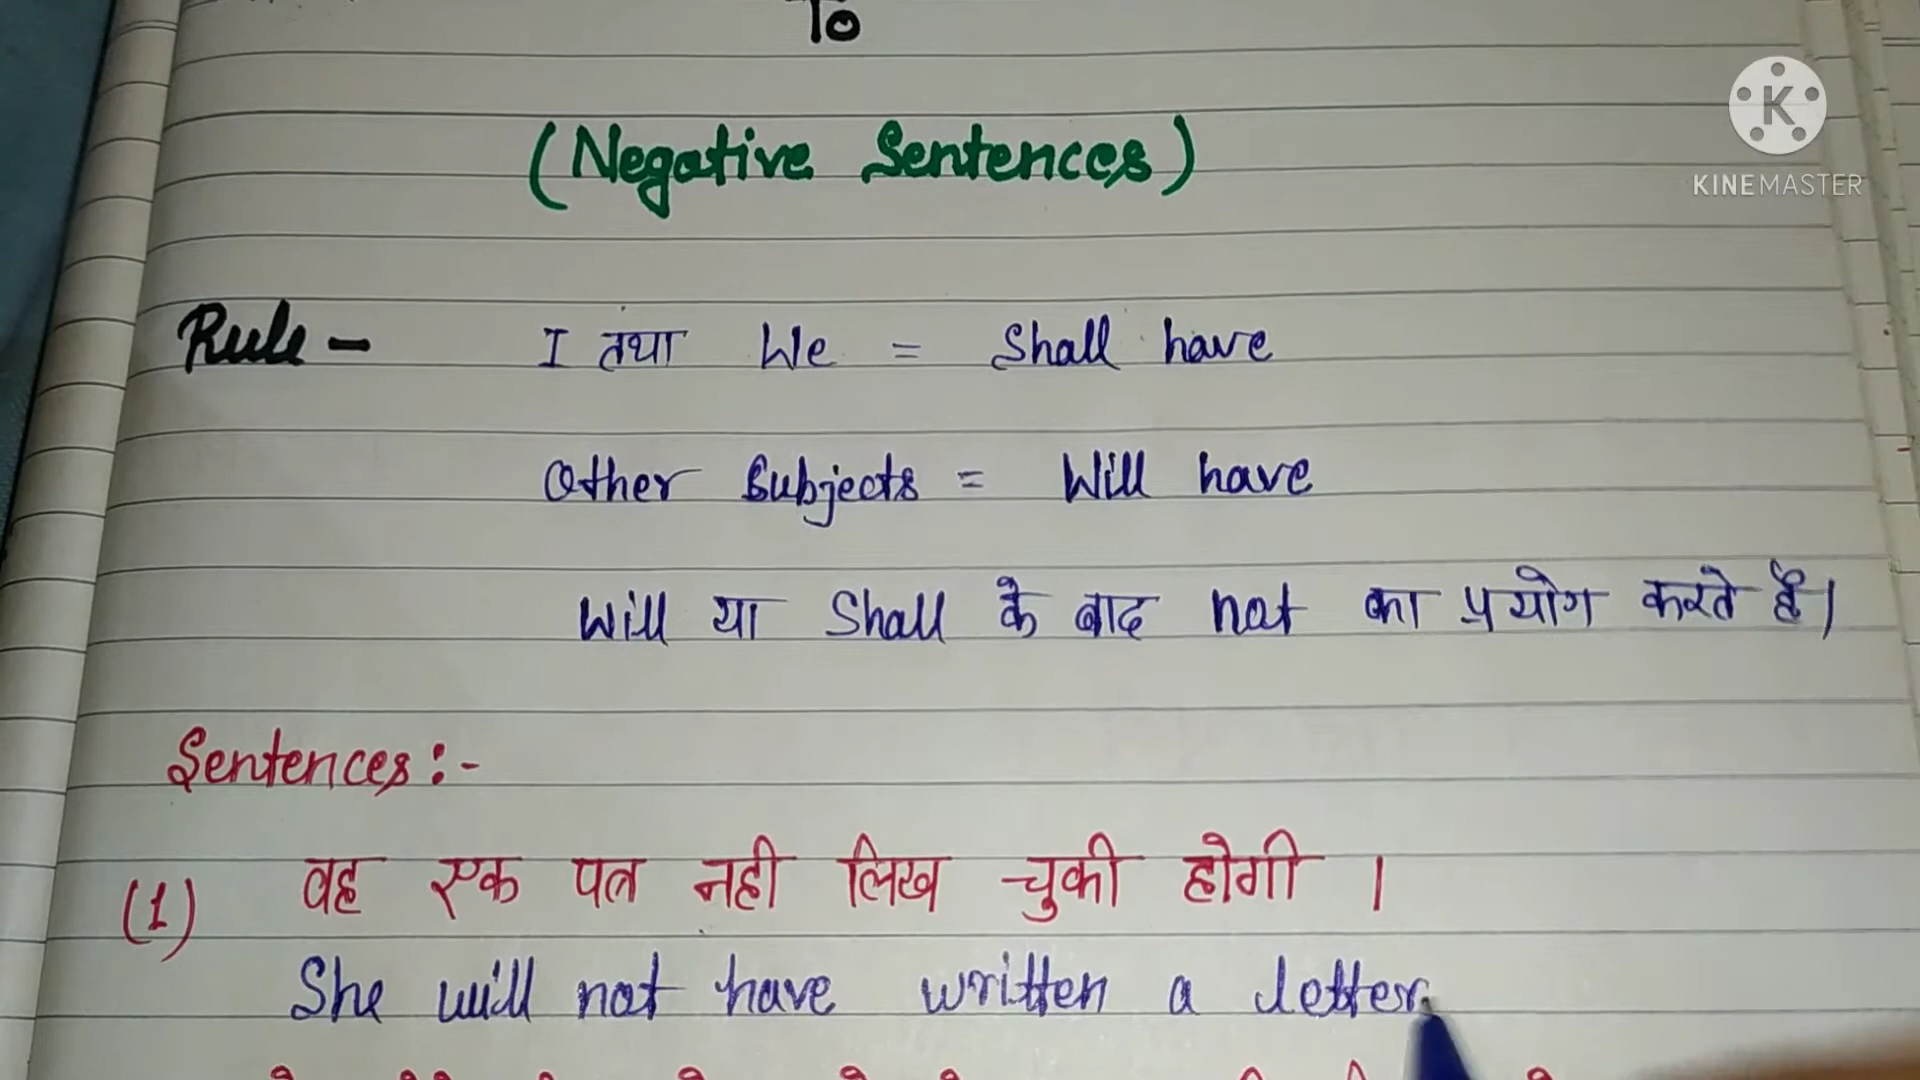 To
(Negative Sentences)
KINEMASTER
Rule - I तथा We = Shall have
Other Subjects = Will have
Will या Shall के बाद not का प्रयोग करते हैं।
Sentences :-
(1) वह एक पत्र नही लिख चुकी होगी ।
She will not have written a letter